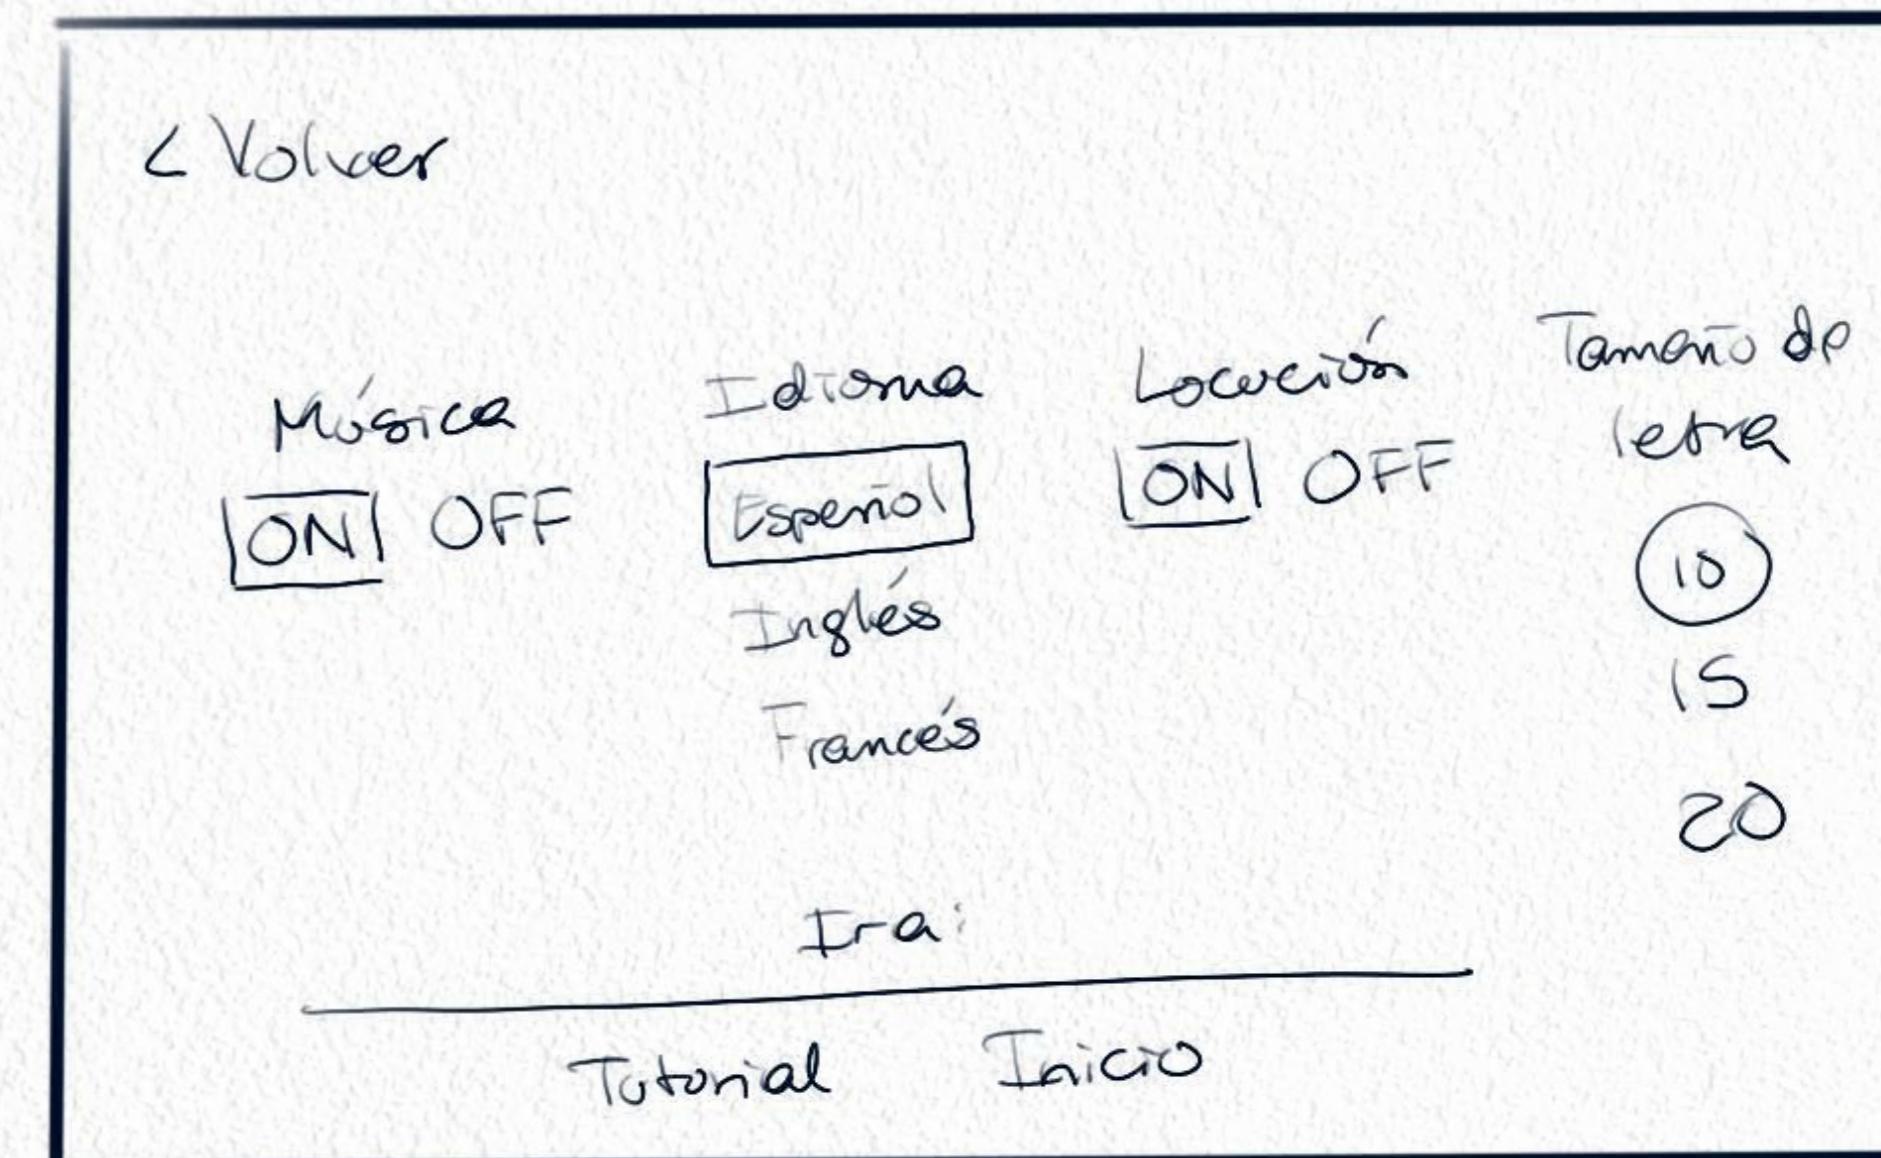 < Volver
Música
ON OFF
Idioma
Español
Inglés
Francés
Locución
ON OFF
Tamaño de
letra
10
15
20
Ir a:
Tutorial Inicio